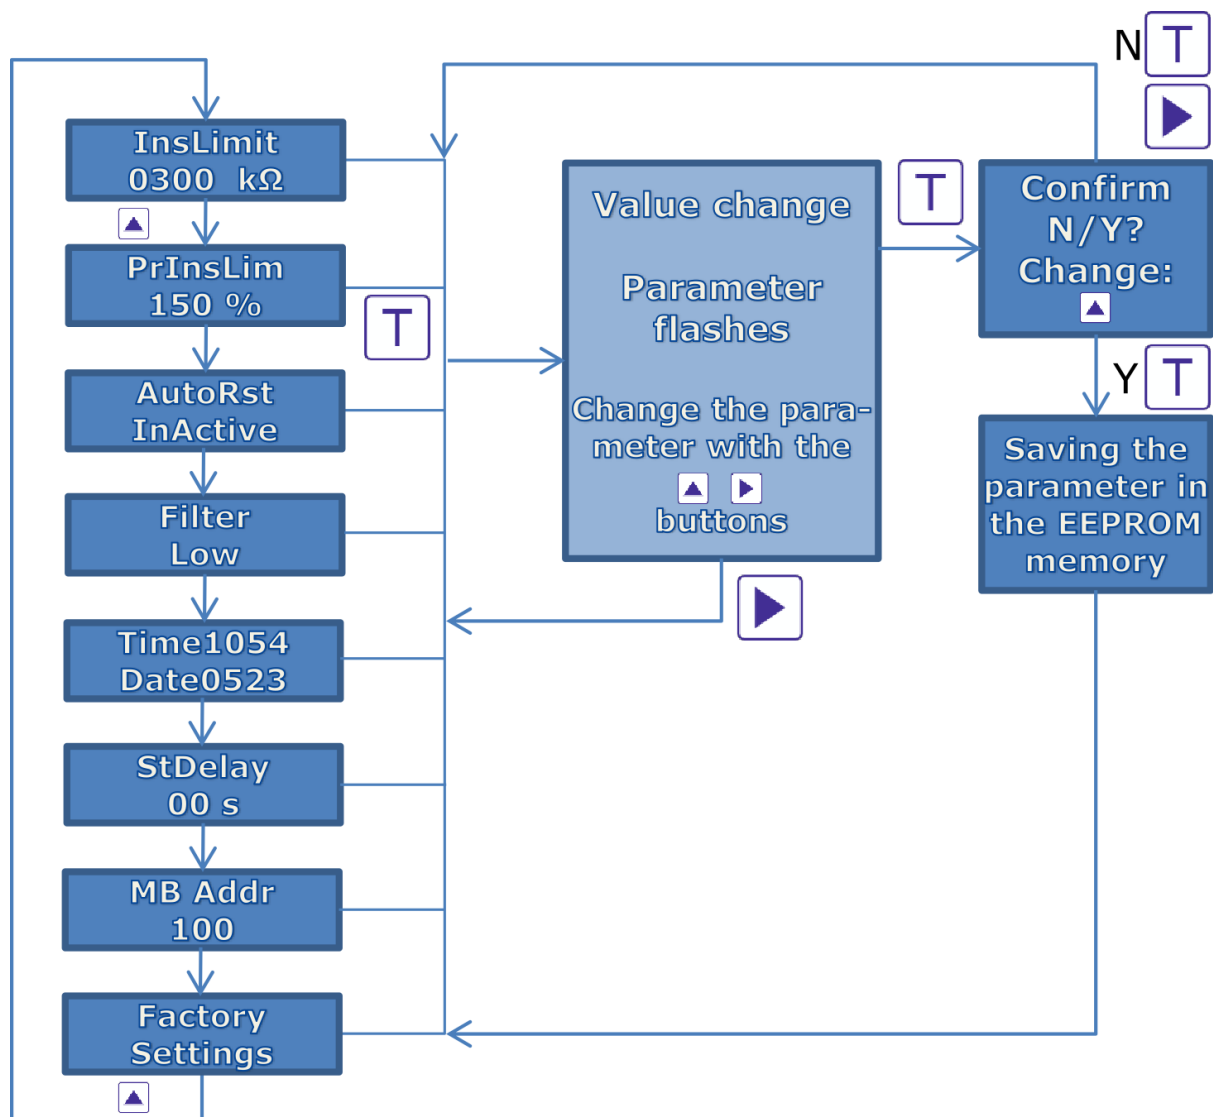 InsLimit
0300 kΩ
PrInsLim
150 %
AutoRst
InActive
Filter
Low
Time1054
Date0523
StDelay
00 s
MB Addr
100
Factory
Settings
T
Value change
Parameter
flashes
Change the para-
meter with the
buttons
T
N T
Confirm
N/Y?
Change:
Y T
Saving the
parameter in
the EEPROM
memory